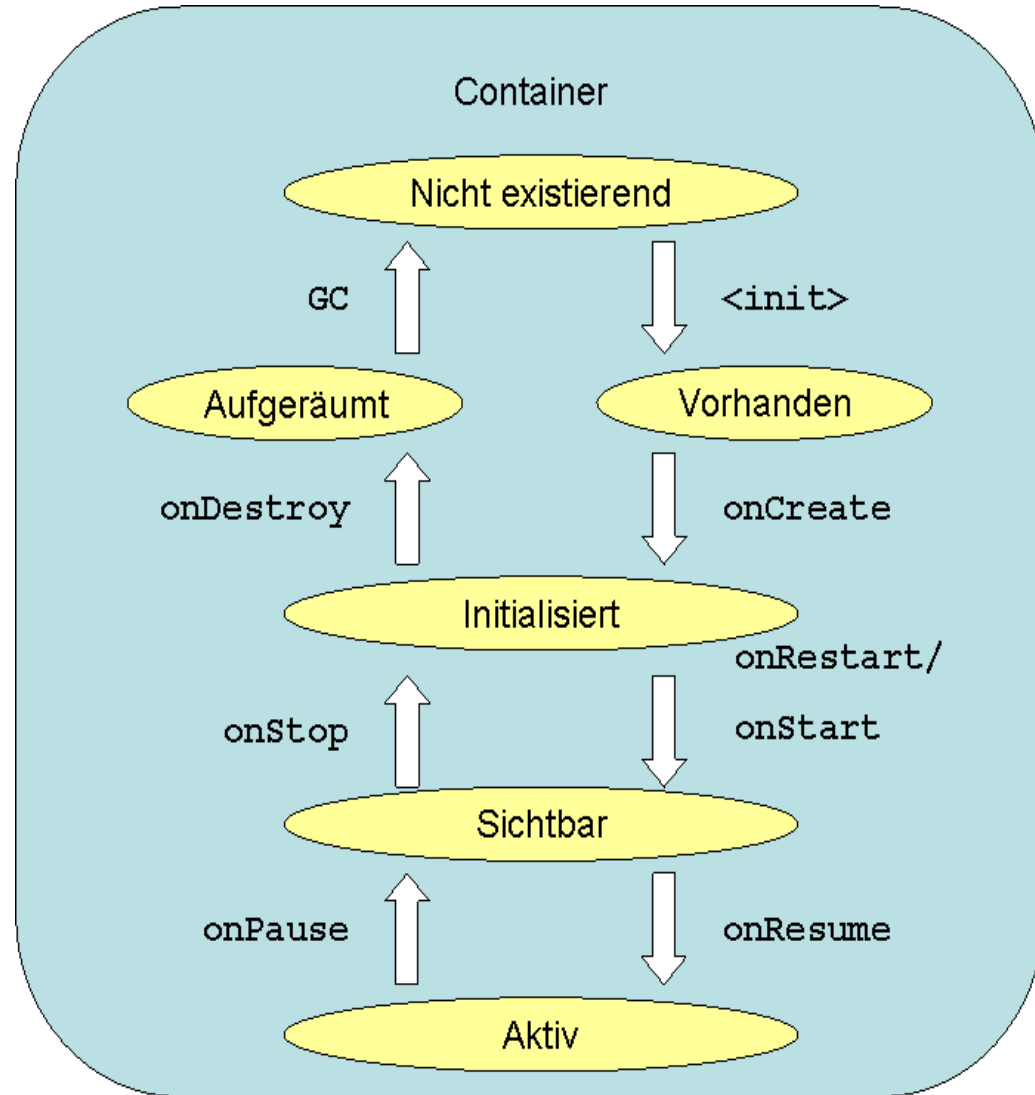 Container
Nicht existierend
GC
<init>
Aufgeräumt
Vorhanden
onDestroy
onCreate
Initialisiert
onRestart/
onStop
onStart
Sichtbar
onPause
onResume
Aktiv